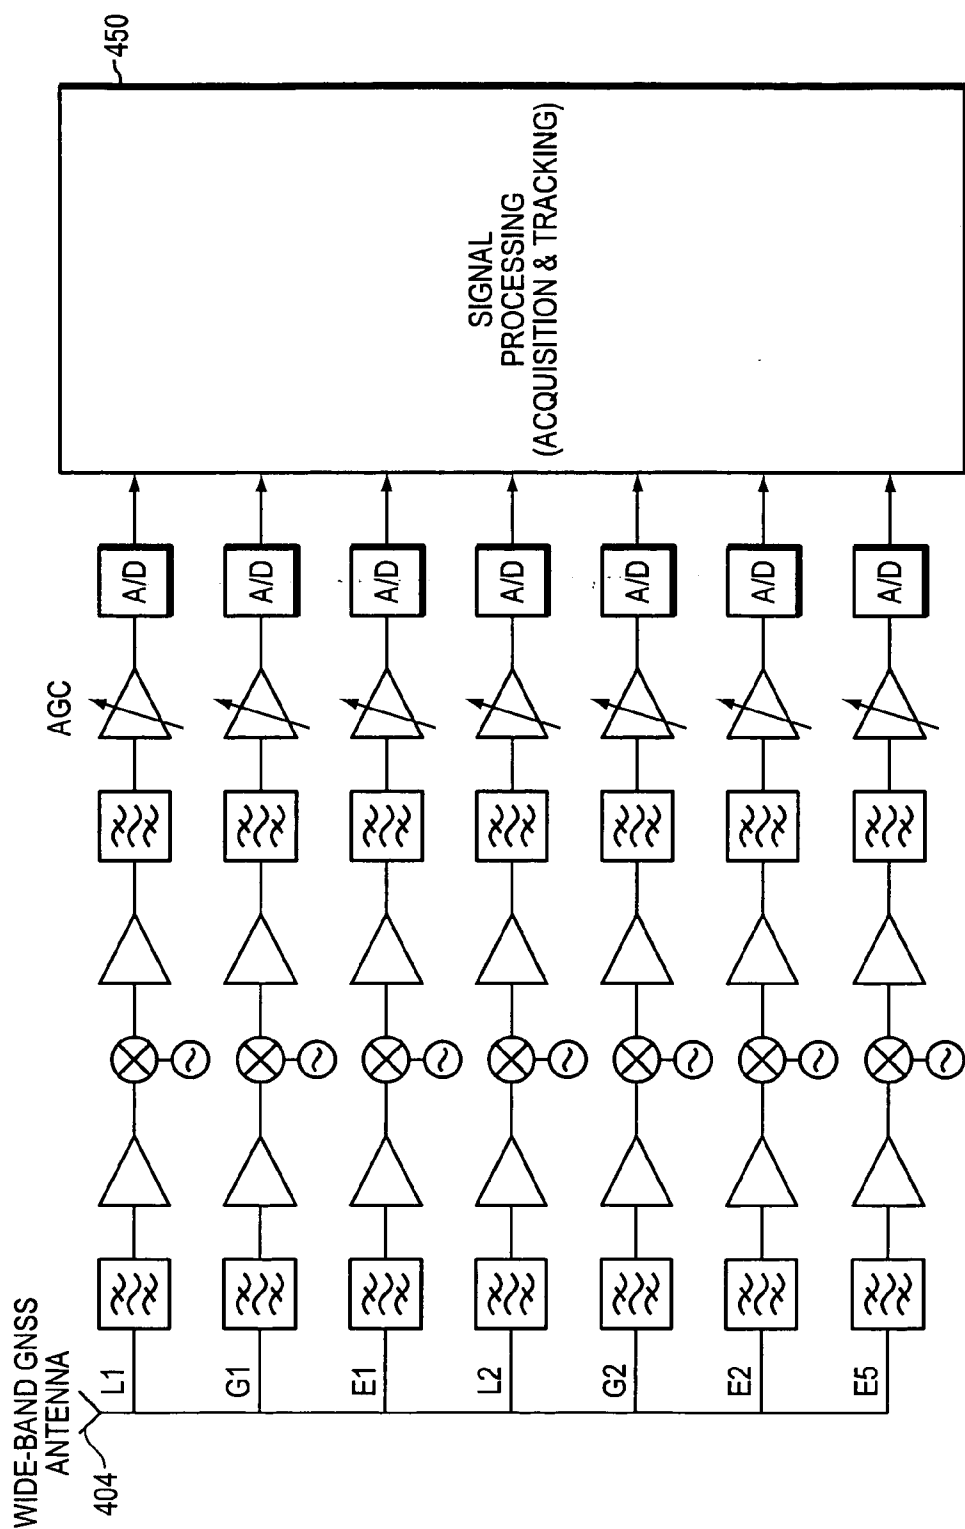 WIDE-BAND GNSS
ANTENNA
404
L1
G1
E1
L2
G2
E2
E5
AGC
A/D
A/D
A/D
A/D
A/D
A/D
A/D
SIGNAL
PROCESSING
(ACQUISITION & TRACKING)
450